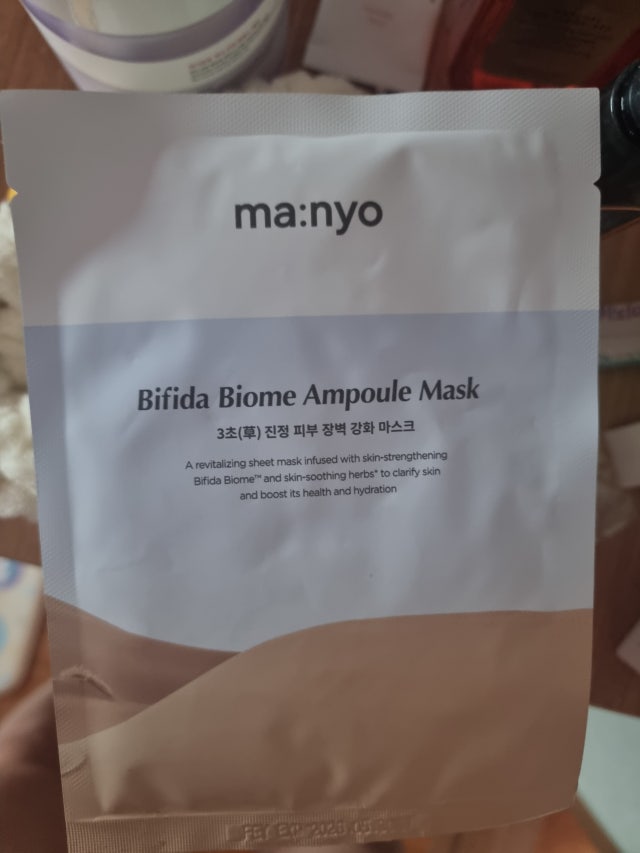 ma:nyo
Bifida Biome Ampoule Mask
3초(草) 진정 피부 장벽 강화 마스크
A revitalizing sheet mask infused with skin-strengthening
Bifida Biome™ and skin-soothing herbs* to clarify skin
and boost its health and hydration